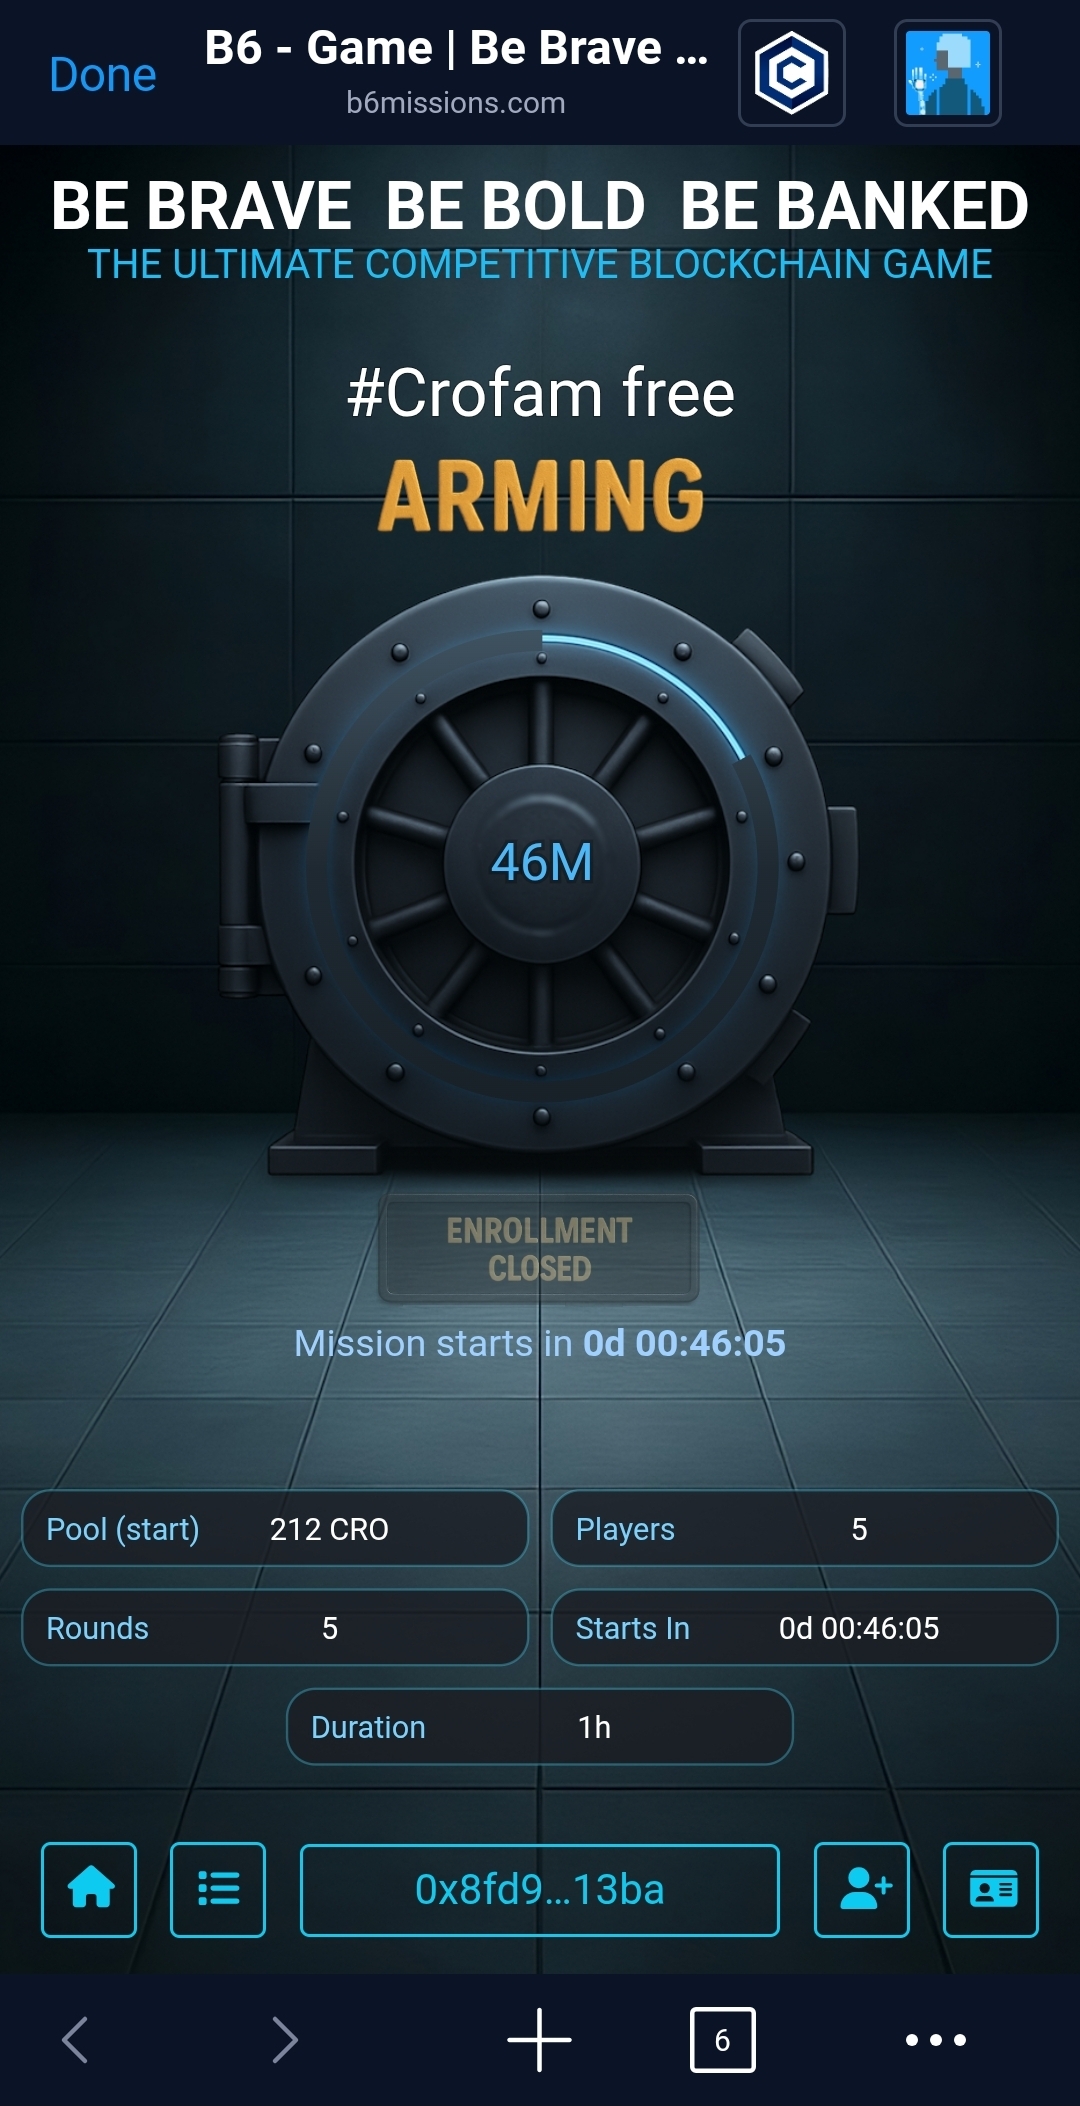 Done
B6 - Game | Be Brave ...
b6missions.com
BE BRAVE BE BOLD BE BANKED
THE ULTIMATE COMPETITIVE BLOCKCHAIN GAME
#Crofam free
ARMING
46M
ENROLLMENT
CLOSED
Mission starts in 0d 00:46:05
Pool (start) 212 CRO
Players 5
Rounds 5
Starts In 0d 00:46:05
Duration 1h
0x8fd9...13ba
6